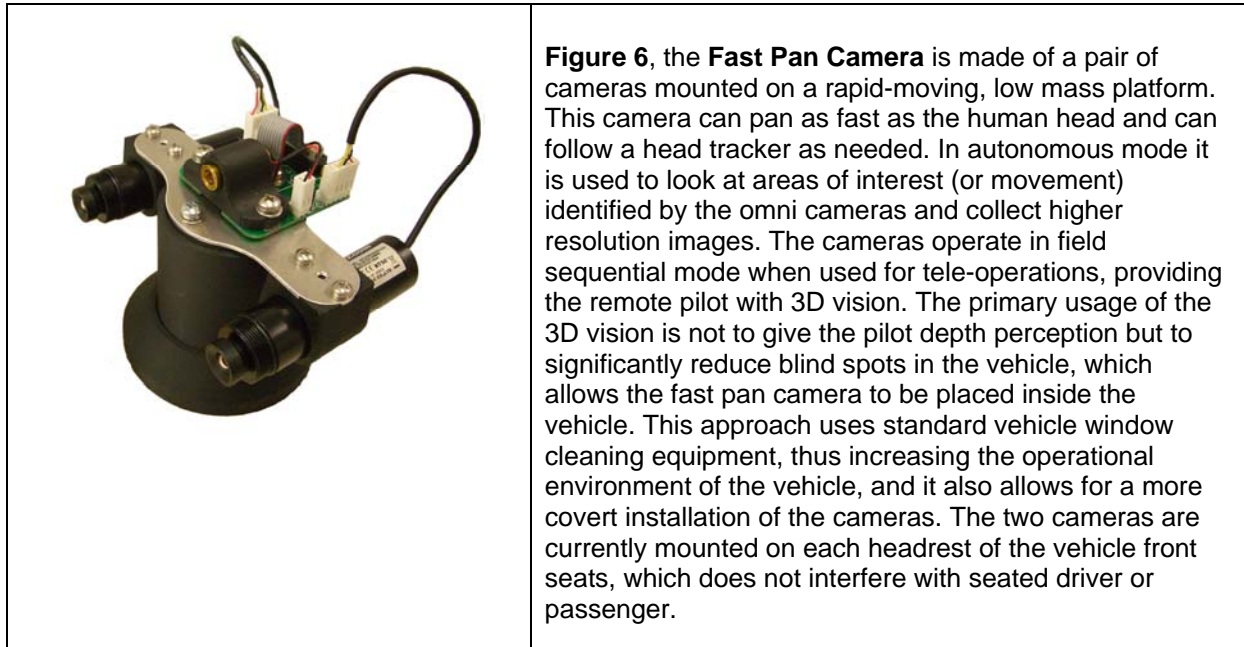 Figure 6, the Fast Pan Camera is made of a pair of
cameras mounted on a rapid-moving, low mass platform.
This camera can pan as fast as the human head and can
follow a head tracker as needed. In autonomous mode it
is used to look at areas of interest (or movement)
identified by the omni cameras and collect higher
resolution images. The cameras operate in field
sequential mode when used for tele-operations, providing
the remote pilot with 3D vision. The primary usage of the
3D vision is not to give the pilot depth perception but to
significantly reduce blind spots in the vehicle, which
allows the fast pan camera to be placed inside the
vehicle. This approach uses standard vehicle window
cleaning equipment, thus increasing the operational
environment of the vehicle, and it also allows for a more
covert installation of the cameras. The two cameras are
currently mounted on each headrest of the vehicle front
seats, which does not interfere with seated driver or
passenger.